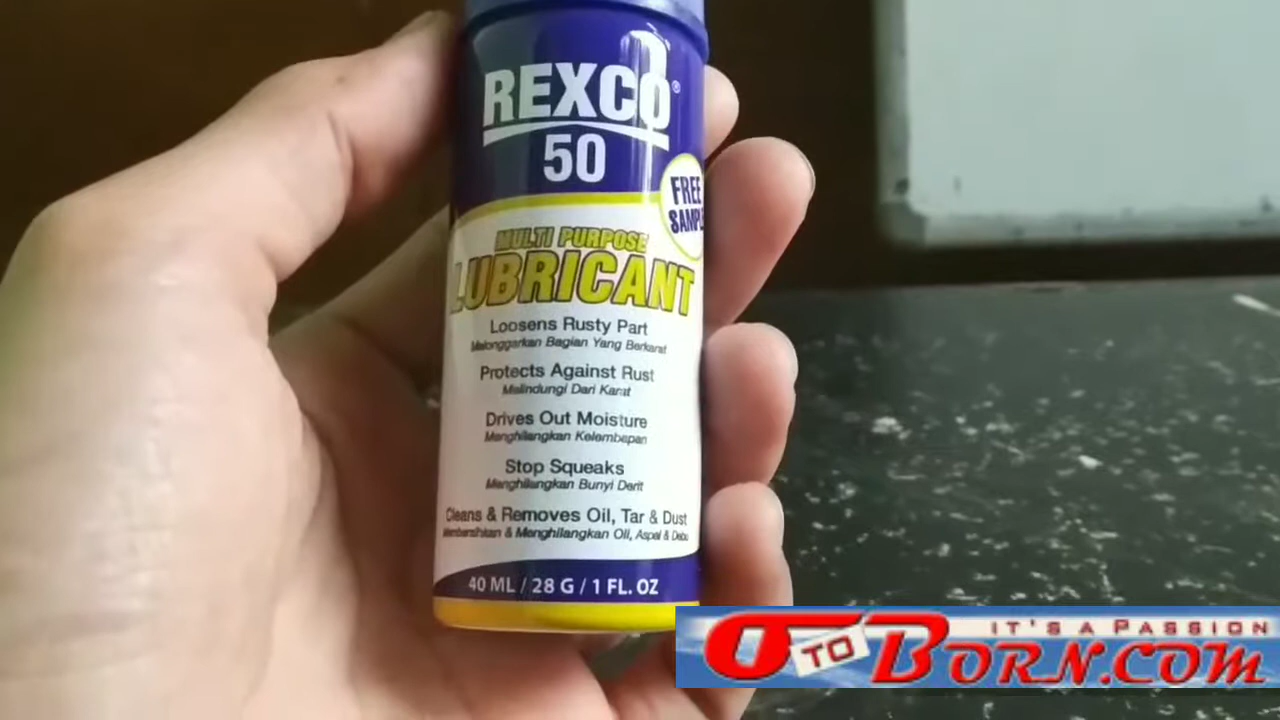 REXCO®
50
FREE
SAMPLE
MULTI PURPOSE
LUBRICANT
Loosens Rusty Part
Melonggarkan Bagian Yang Berkarat
Protects Against Rust
Melindungi Dari Karat
Drives Out Moisture
Menghilangkan Kelembapan
Stop Squeaks
Menghilangkan Bunyi Derit
Cleans & Removes Oil, Tar & Dust
Membersihkan & Menghilangkan Oli, Aspal & Debu
40 ML / 28 G / 1 FL. OZ
IT'S A PASSION
OTOBORN.COM